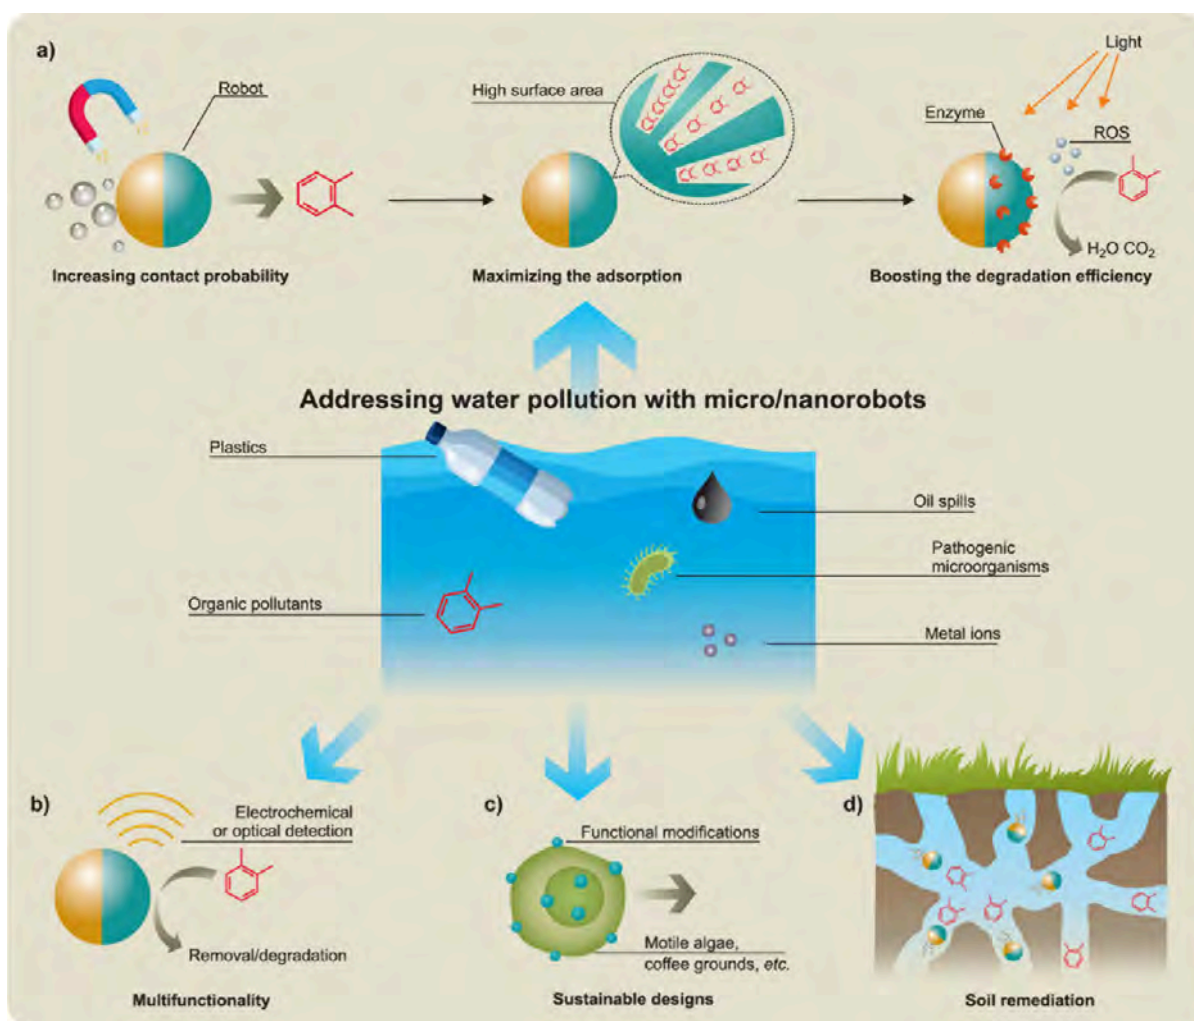 a)
Robot
High surface area
Light
Enzyme
ROS
H₂O CO₂
Increasing contact probability
Maximizing the adsorption
Boosting the degradation efficiency
Addressing water pollution with micro/nanorobots
Plastics
Oil spills
Pathogenic
microorganisms
Organic pollutants
Metal ions
b)
Electrochemical
or optical detection
Removal/degradation
Multifunctionality
c)
Functional modifications
Motile algae,
coffee grounds, etc.
Sustainable designs
d)
Soil remediation